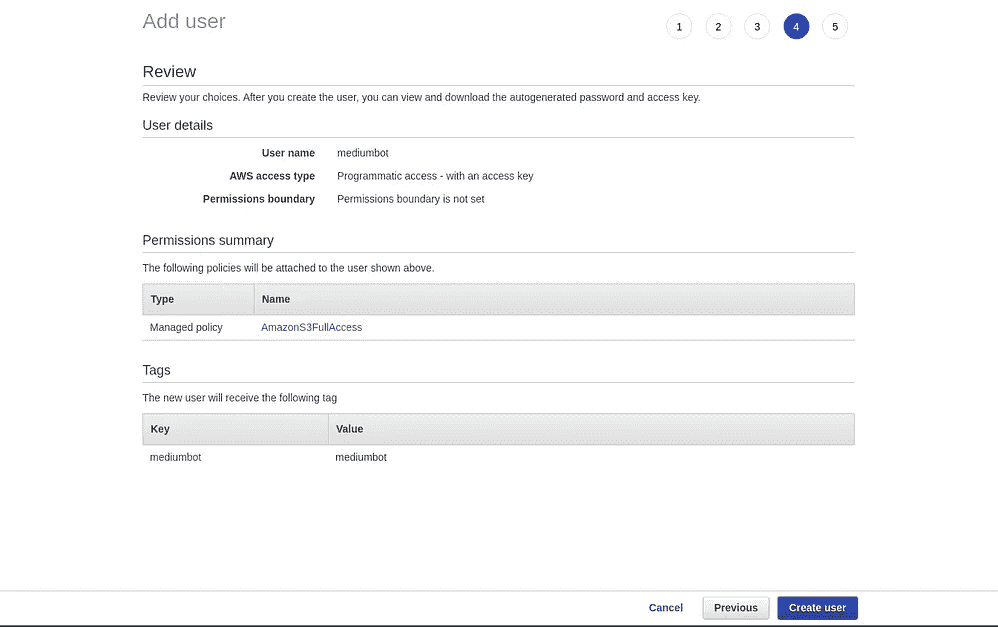 Add user
1 2 3 4 5
Review
Review your choices. After you create the user, you can view and download the autogenerated password and access key.
User details
User name mediumbot
AWS access type Programmatic access - with an access key
Permissions boundary Permissions boundary is not set
Permissions summary
The following policies will be attached to the user shown above.
Type Name
Managed policy AmazonS3FullAccess
Tags
The new user will receive the following tag
Key Value
mediumbot mediumbot
Cancel Previous Create user